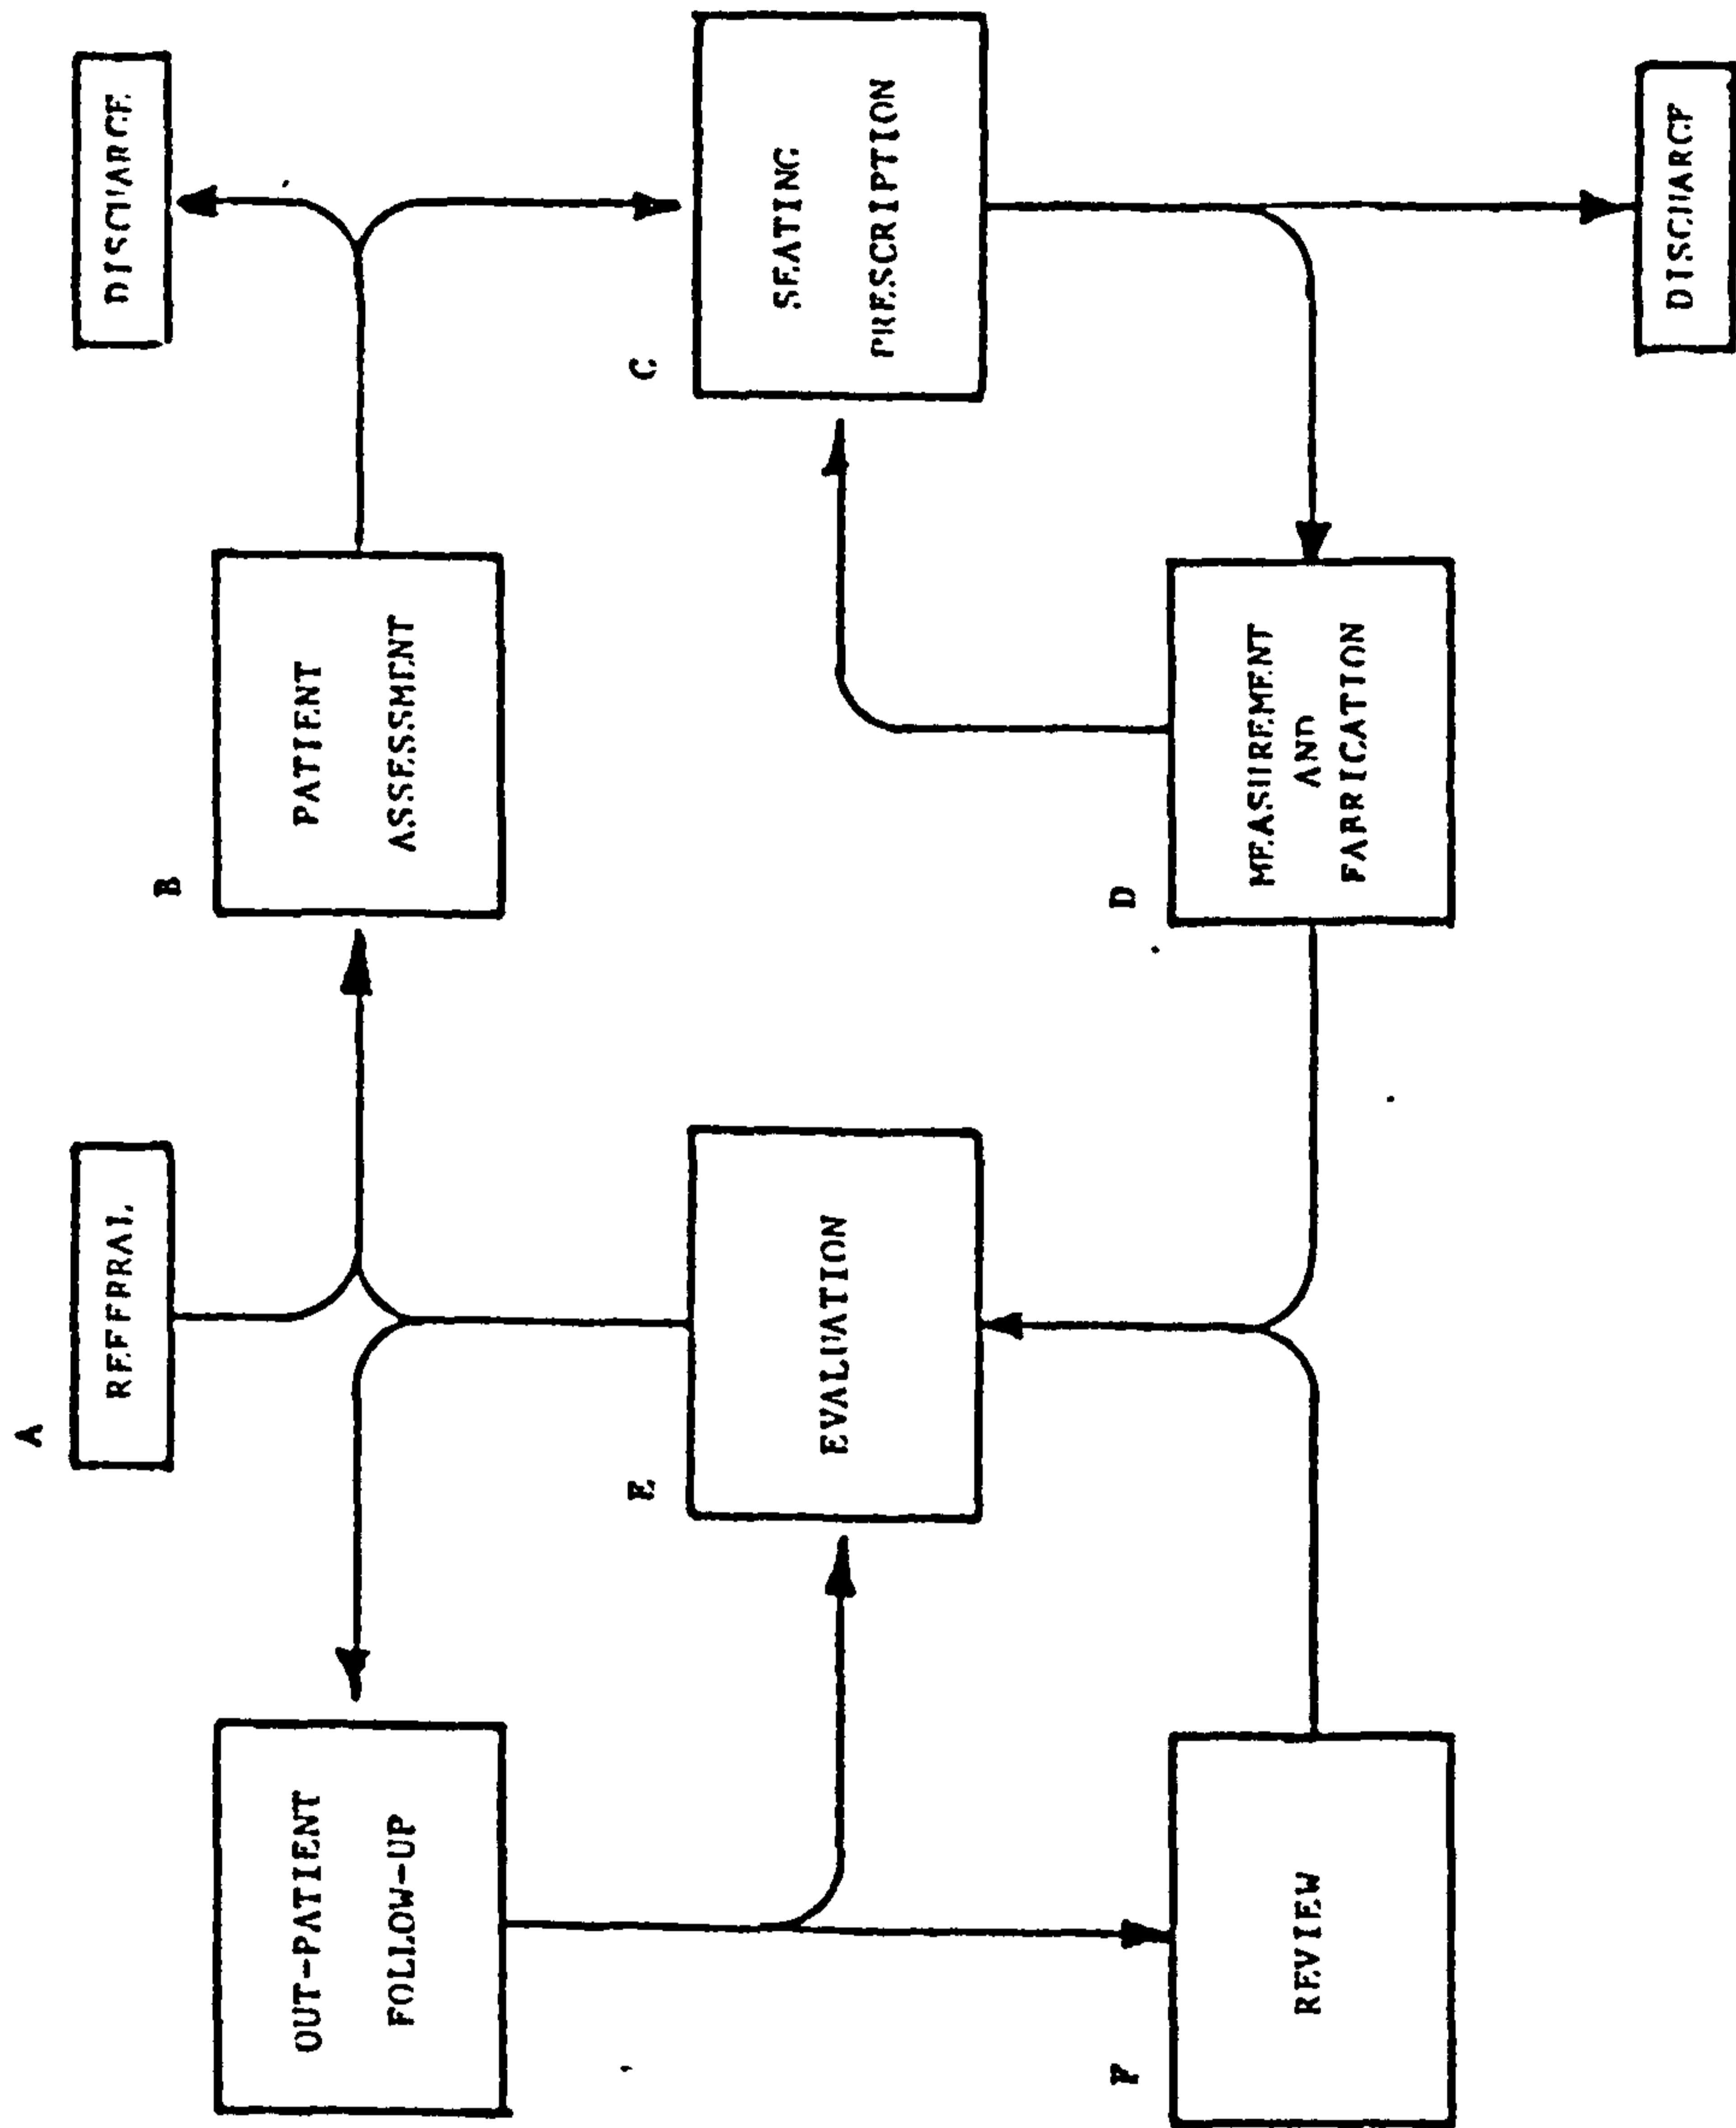 A
REFERRAL
DISCHARGE
B
OUT-PATIENT
FOLLOW-UP
PATIENT
ASSESSMENT
E
EVALUATION
C
SEATING
PRESCRIPTION
F
REVIEW
D
MEASUREMENT
AND
FABRICATION
DISCHARGE